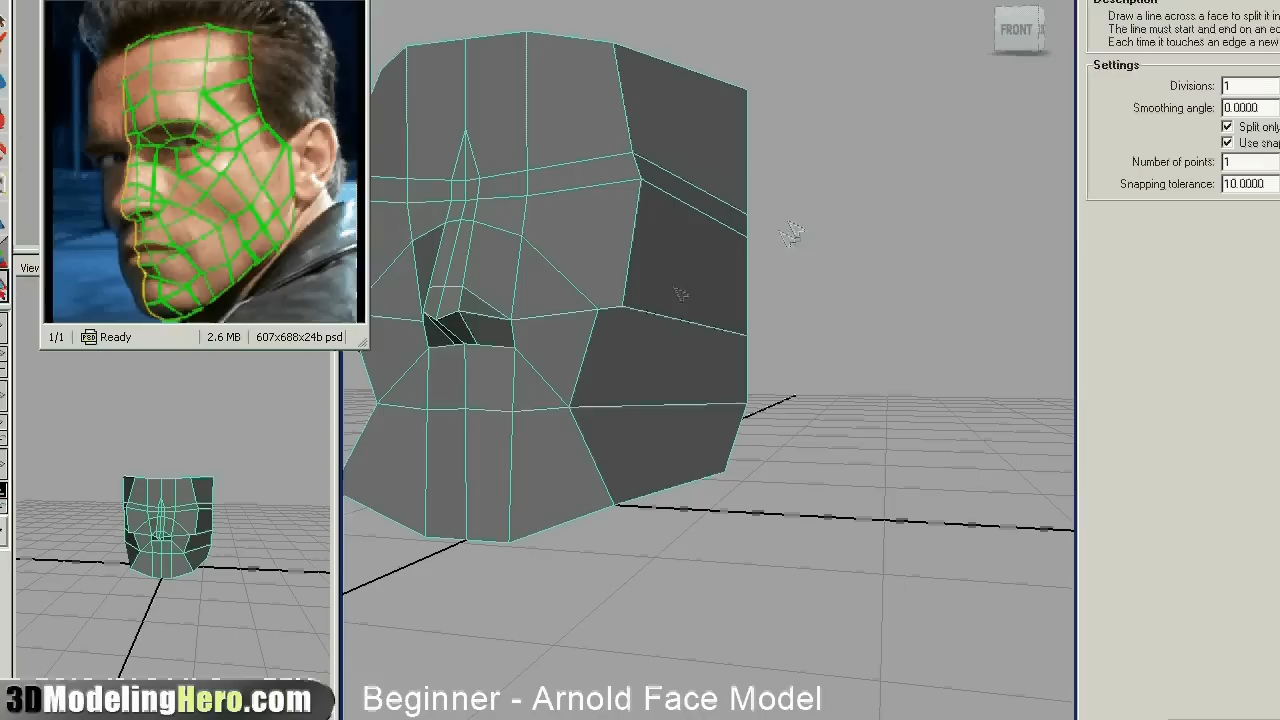 Description
Draw a line across a face to split it in
The line must start and end on an ed
Each time it touches an edge a new
Settings
Divisions: 1
Smoothing angle: 0.0000
Split only
Use snap
Number of points: 1
Snapping tolerance: 10.0000
FRONT
View
1/1 PSD Ready 2.6 MB 607x688x24b psd
3DModelingHero.com
Beginner - Arnold Face Model